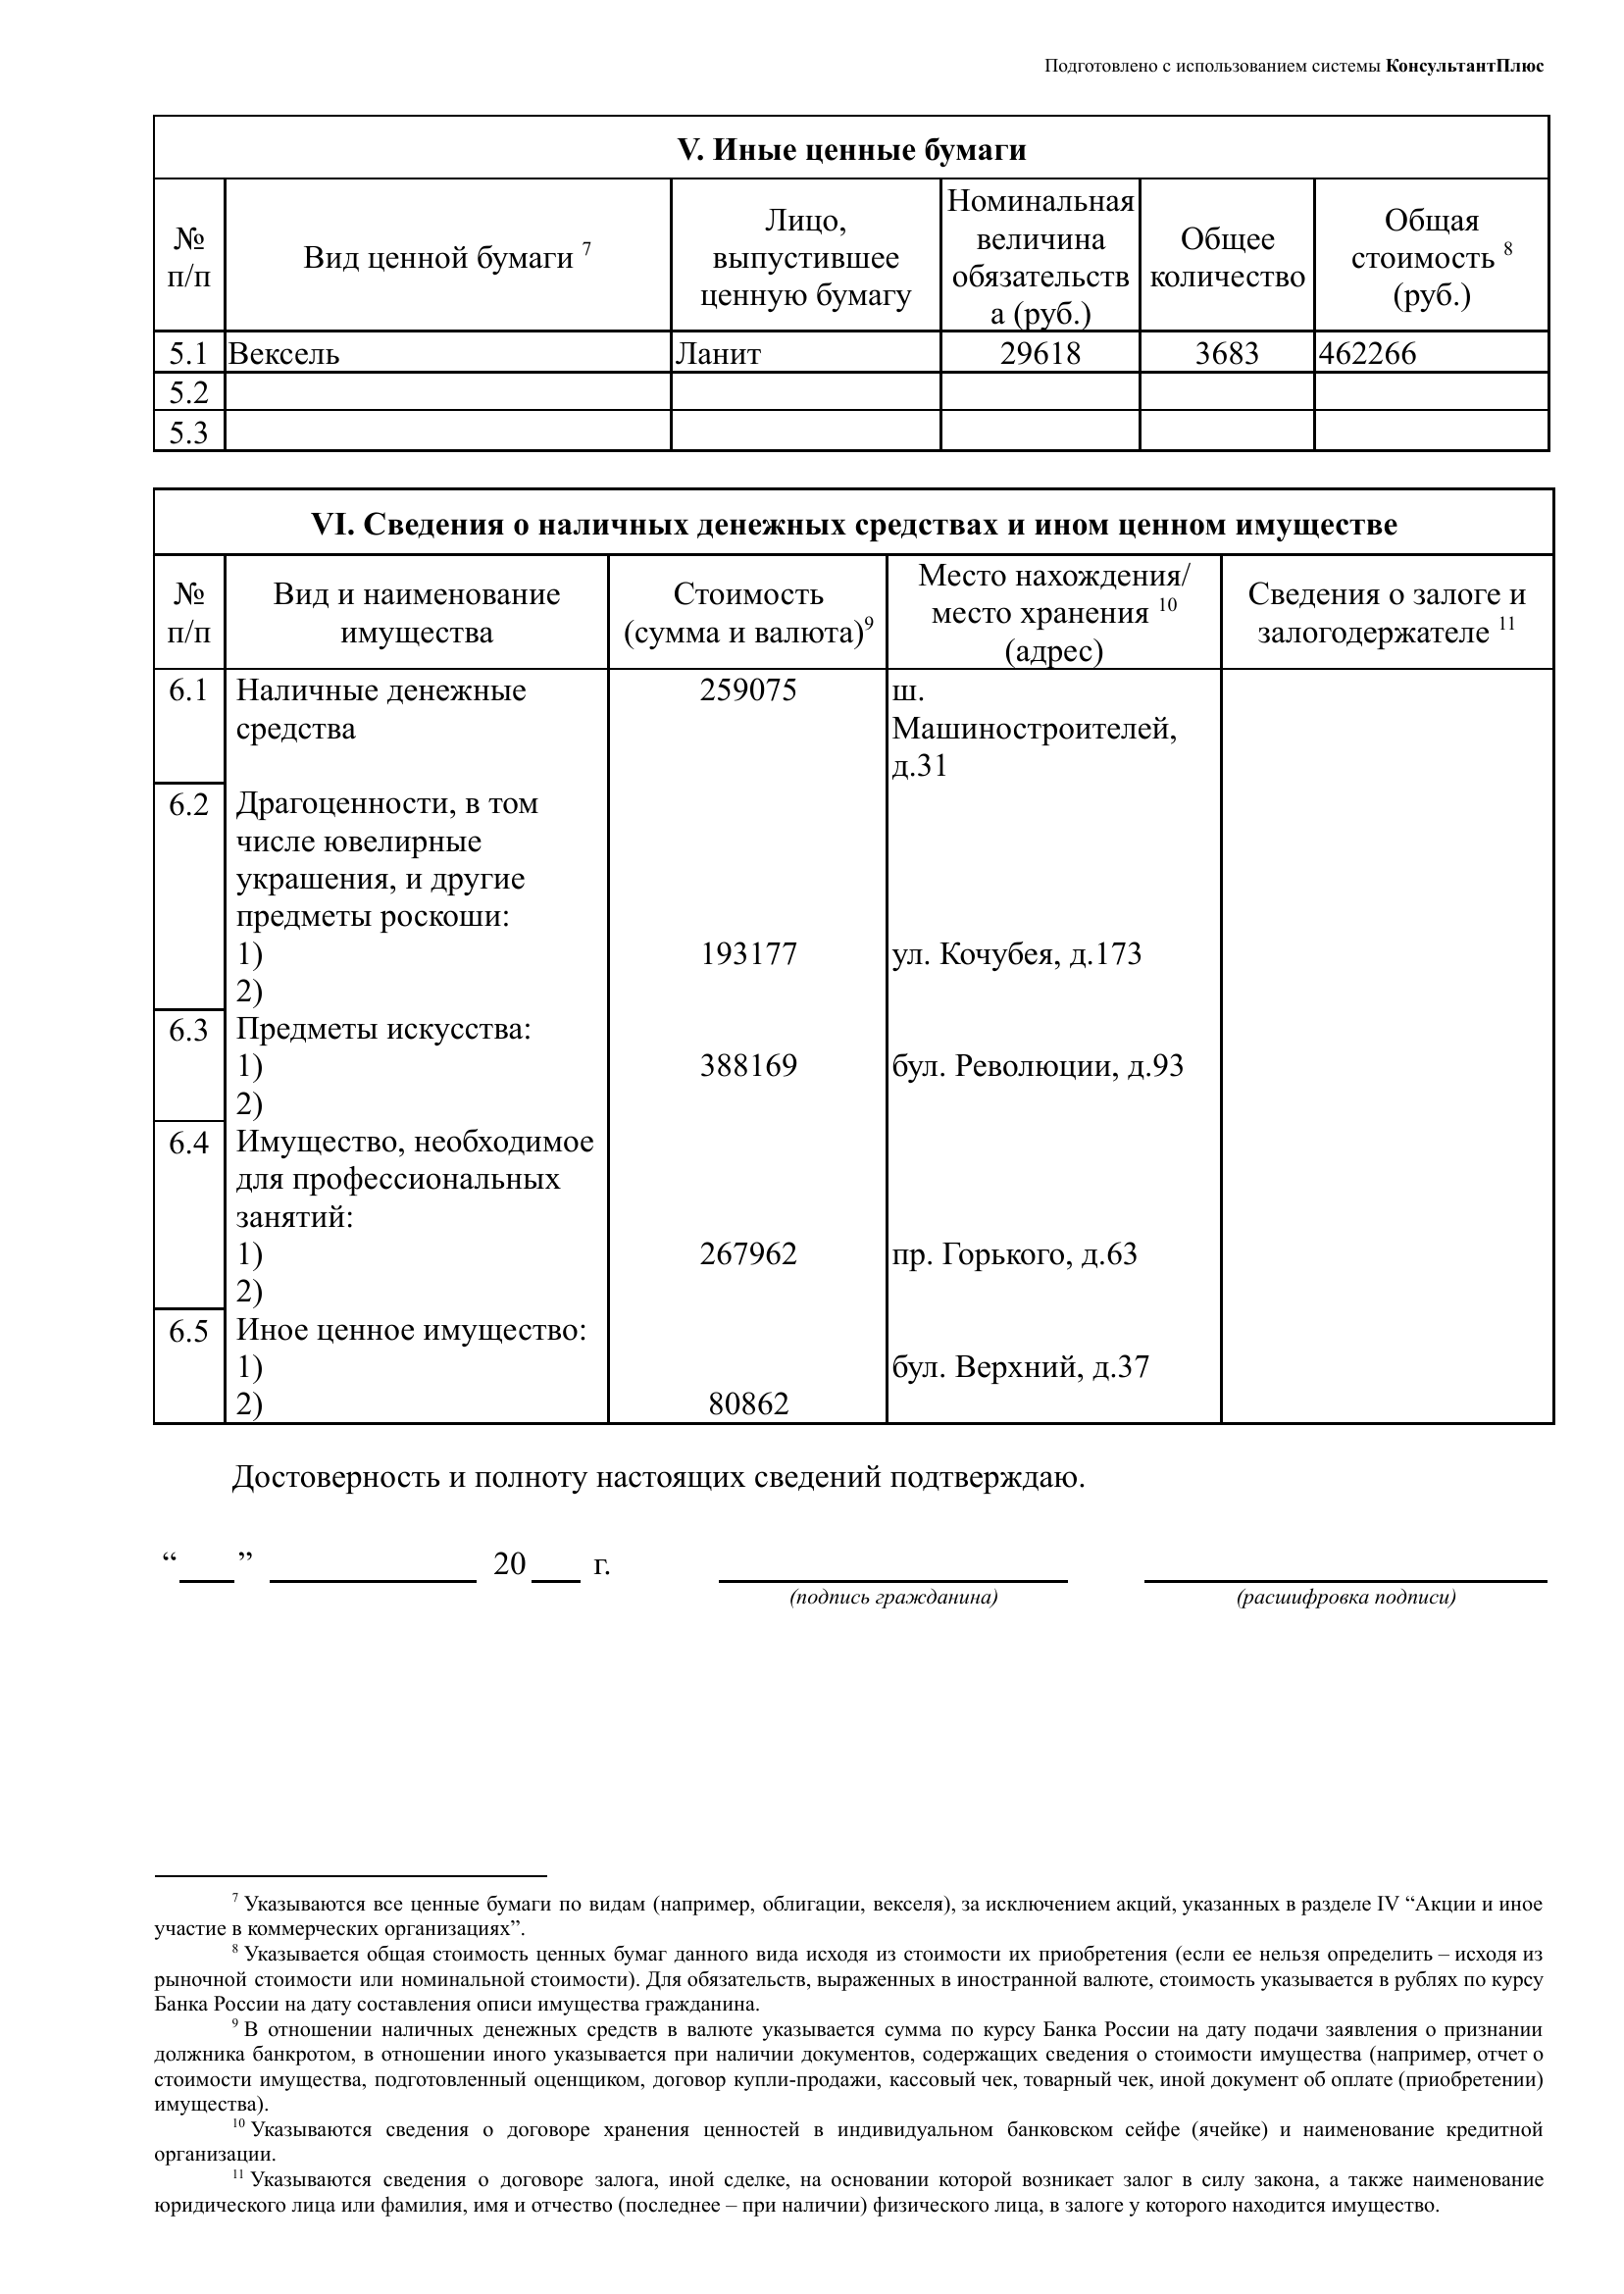 Подготовлено с использованием системы КонсультантПлюс
V. Иные ценные бумаги
№ п/п
Вид ценной бумаги 7
Лицо, выпустившее ценную бумагу
Номинальная величина обязательств а (руб.)
Общее количество
Общая стоимость 8 (руб.)
5.1 Вексель Ланит 29618 3683 462266
5.2
5.3
VI. Сведения о наличных денежных средствах и ином ценном имуществе
№ п/п
Вид и наименование имущества
Стоимость (сумма и валюта)9
Место нахождения/ место хранения 10 (адрес)
Сведения о залоге и залогодержателе 11
6.1 Наличные денежные 259075 ш.
средства Машиностроителей,
д.31
6.2 Драгоценности, в том
числе ювелирные
украшения, и другие
предметы роскоши:
1) 193177 ул. Кочубея, д.173
2)
6.3 Предметы искусства:
1) 388169 бул. Революции, д.93
2)
6.4 Имущество, необходимое
для профессиональных
занятий:
1) 267962 пр. Горького, д.63
2)
6.5 Иное ценное имущество:
1) бул. Верхний, д.37
2) 80862
Достоверность и полноту настоящих сведений подтверждаю.
“ ” 20 г.
(подпись гражданина) (расшифровка подписи)
7 Указываются все ценные бумаги по видам (например, облигации, векселя), за исключением акций, указанных в разделе IV “Акции и иное
участие в коммерческих организациях”.
8 Указывается общая стоимость ценных бумаг данного вида исходя из стоимости их приобретения (если ее нельзя определить – исходя из
рыночной стоимости или номинальной стоимости). Для обязательств, выраженных в иностранной валюте, стоимость указывается в рублях по курсу
Банка России на дату составления описи имущества гражданина.
9 В отношении наличных денежных средств в валюте указывается сумма по курсу Банка России на дату подачи заявления о признании
должника банкротом, в отношении иного указывается при наличии документов, содержащих сведения о стоимости имущества (например, отчет о
стоимости имущества, подготовленный оценщиком, договор купли-продажи, кассовый чек, товарный чек, иной документ об оплате (приобретении)
имущества).
10 Указываются сведения о договоре хранения ценностей в индивидуальном банковском сейфе (ячейке) и наименование кредитной
организации.
11 Указываются сведения о договоре залога, иной сделке, на основании которой возникает залог в силу закона, а также наименование
юридического лица или фамилия, имя и отчество (последнее – при наличии) физического лица, в залоге у которого находится имущество.